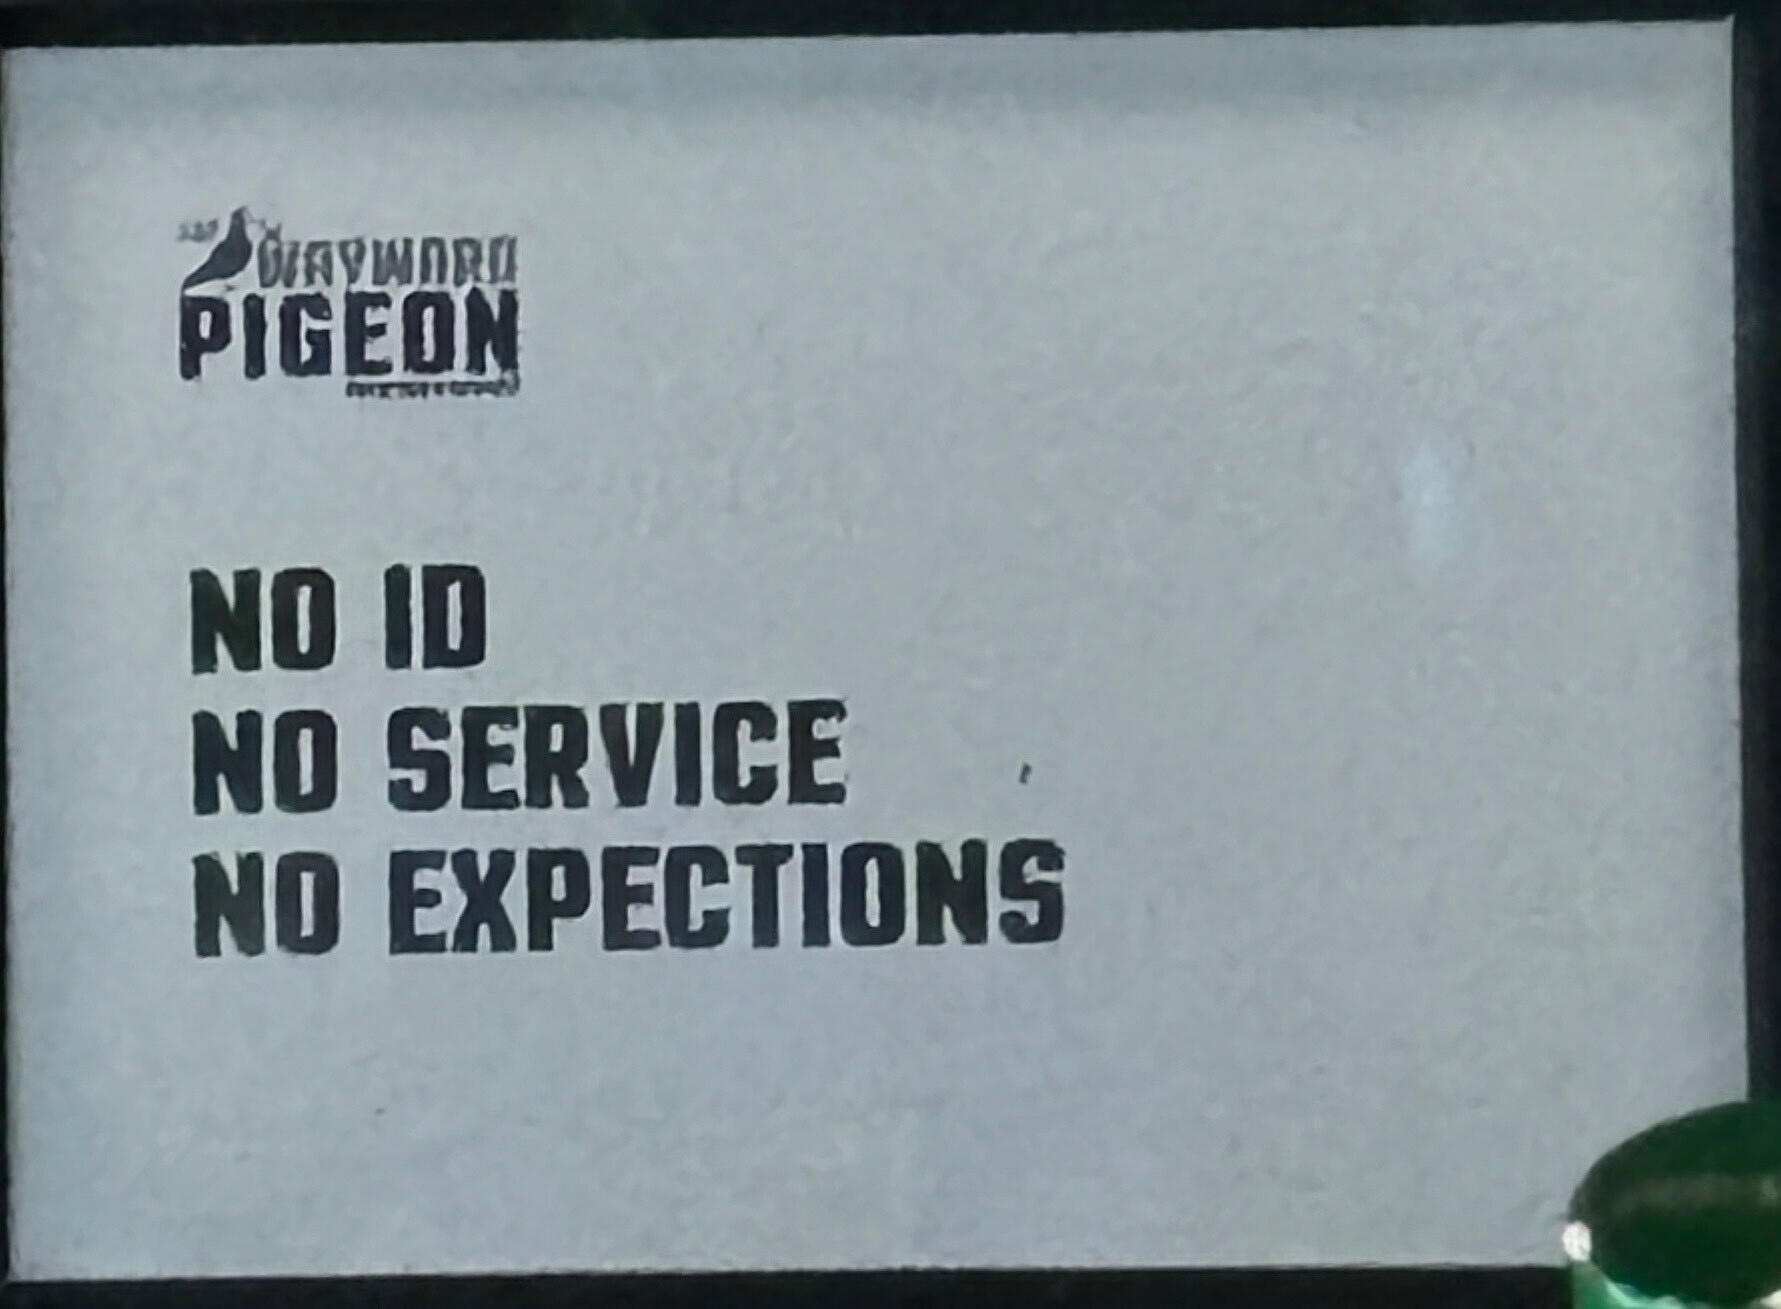 WAYWARD
PIGEON
NO ID
NO SERVICE
NO EXPECTIONS